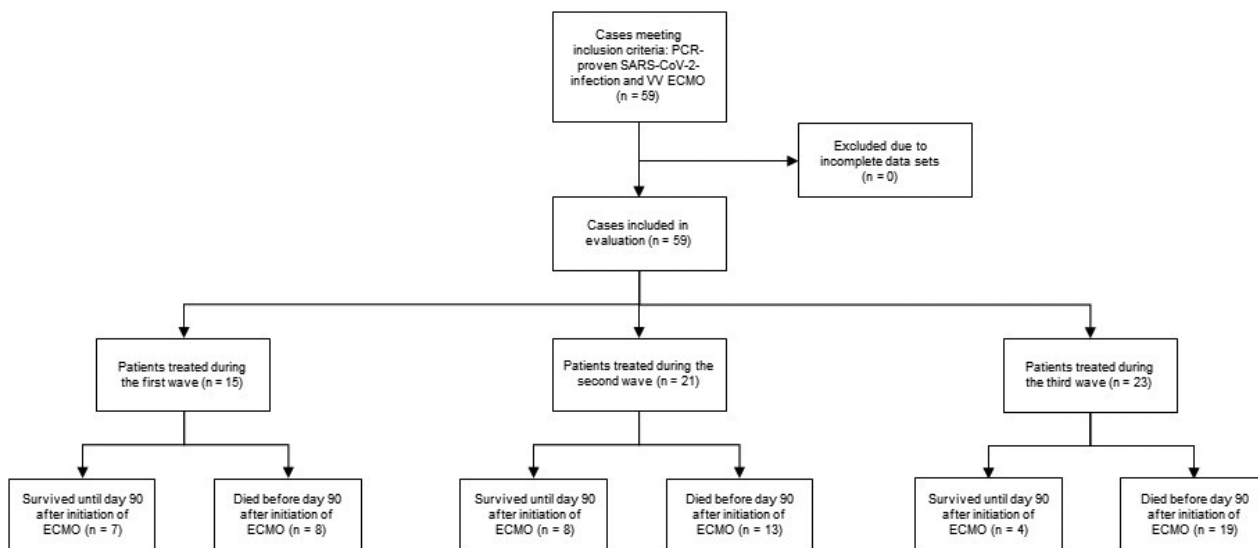 Cases meeting
inclusion criteria: PCR-
proven SARS-CoV-2-
infection and VV ECMO
(n = 59)
Excluded due to
incomplete data sets
(n = 0)
Cases included in
evaluation (n = 59)
Patients treated during
the first wave (n = 15)
Patients treated during the
second wave (n = 21)
Patients treated during
the third wave (n = 23)
Survived until day 90
after initiation of
ECMO (n = 7)
Died before day 90
after initiation of
ECMO (n = 8)
Survived until day 90
after initiation of
ECMO (n = 8)
Died before day 90
after initiation of
ECMO (n = 13)
Survived until day 90
after initiation of
ECMO (n = 4)
Died before day 90
after initiation of
ECMO (n = 19)